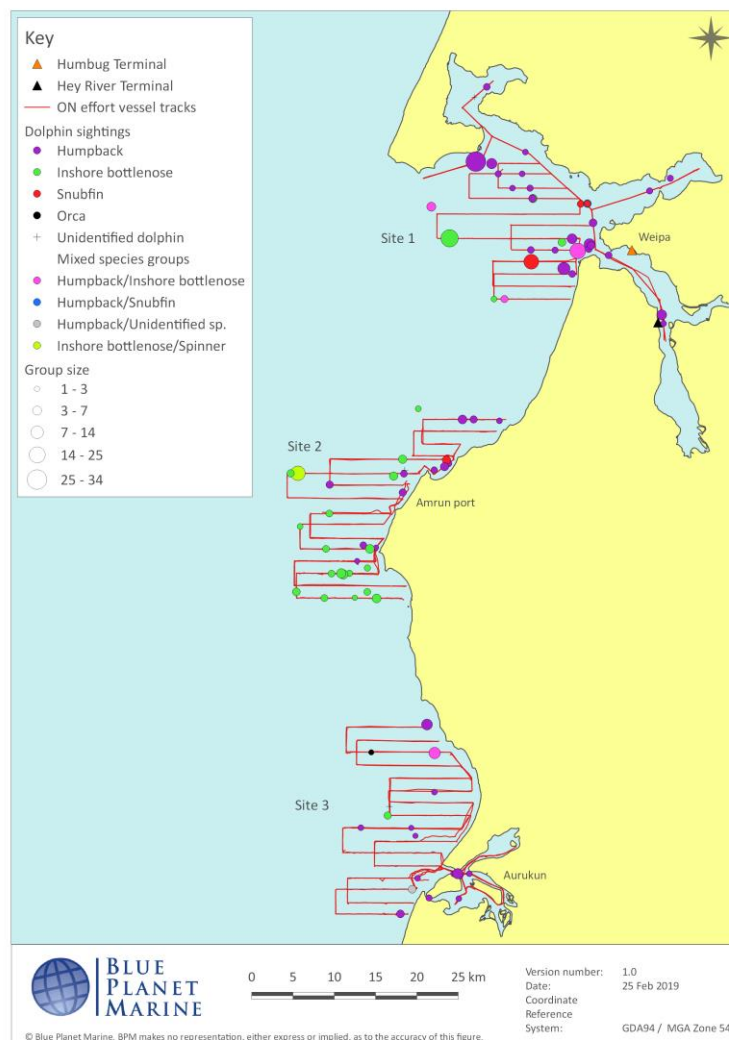 Key
Humbug Terminal
Hey River Terminal
ON effort vessel tracks
Dolphin sightings
Humpback
Inshore bottlenose
Snubfin
Orca
Unidentified dolphin
Mixed species groups
Humpback/Inshore bottlenose
Humpback/Snubfin
Humpback/Unidentified sp.
Inshore bottlenose/Spinner
Group size
1 - 3
3 - 7
7 - 14
14 - 25
25 - 34
Site 1
Weipa
Site 2
Amrun port
Site 3
Aurukun
BLUE
PLANET
MARINE
0 5 10 15 20 25 km
Version number: 1.0
Date: 25 Feb 2019
Coordinate
Reference
System: GDA94 / MGA Zone 54
© Blue Planet Marine. BPM makes no representation, either express or implied, as to the accuracy of this figure.